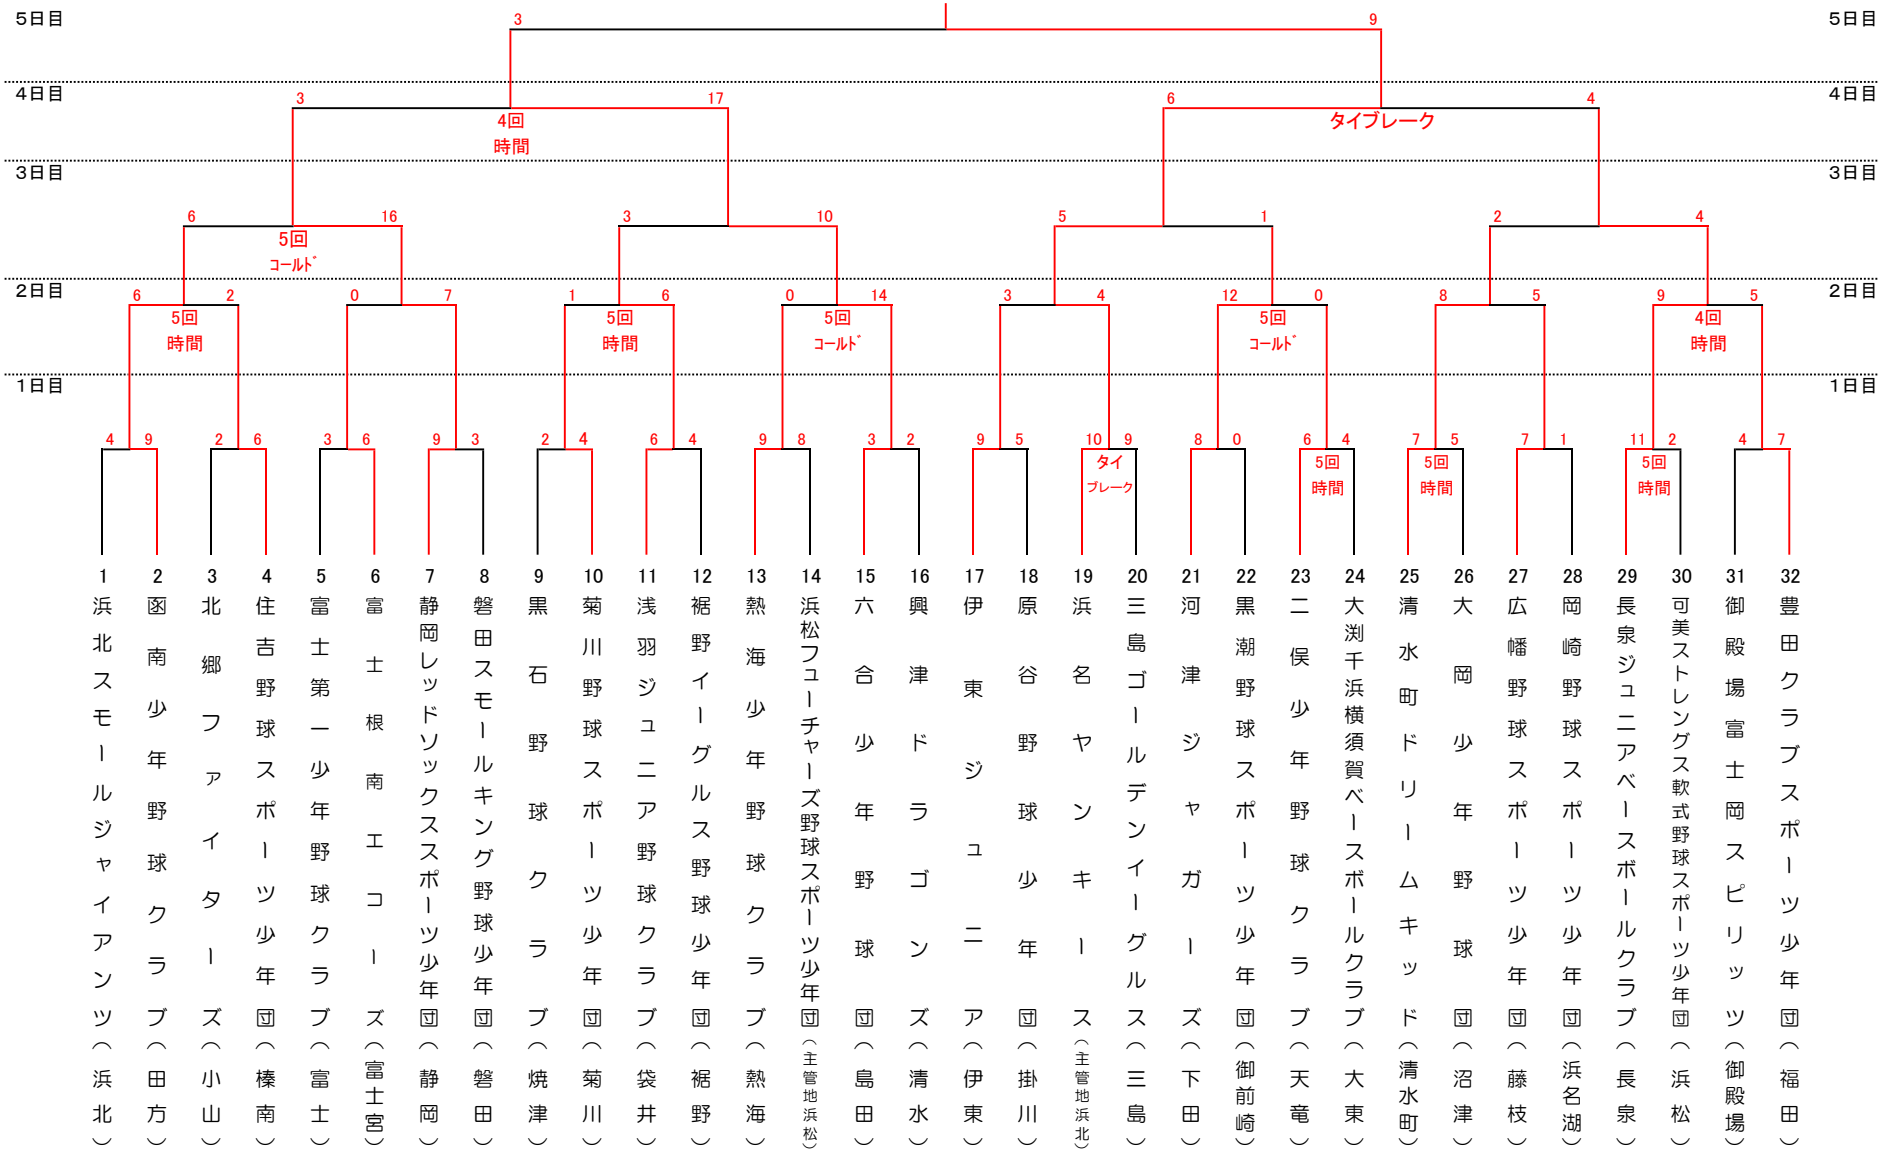 5日目 3 9 5日目
4日目 3 17 6 4 4日目
4回 タイブレーク
時間
3日目 3日目
6 16 3 10 5 1 2 4
5回
コールド
2日目 6 2 0 7 1 6 0 14 3 4 12 0 8 5 9 5 2日目
5回 5回 5回 5回 4回
時間 時間 コールド コールド 時間
1日目 1日目
4 9 2 6 3 6 9 3 2 4 6 4 9 8 3 2 9 5 10 9 8 0 6 4 7 5 7 1 11 2 4 7
タイ 5回 5回 5回
ブレーク 時間 時間 時間
1 浜北スモールジャイアンツ(浜北)
2 函南少年野球クラブ(田方)
3 北郷ファイターズ(小山)
4 住吉野球スポーツ少年団(榛南)
5 富士第一少年野球クラブ(富士)
6 富士根南エコーズ(富士宮)
7 静岡レッドソックススポーツ少年団(静岡)
8 磐田スモールキング野球少年団(磐田)
9 黒石野球クラブ(焼津)
10 菊川野球スポーツ少年団(菊川)
11 浅羽ジュニア野球クラブ(袋井)
12 裾野イーグルス野球少年団(裾野)
13 熱海少年野球クラブ(熱海)
14 浜松フューチャーズ野球スポーツ少年団(主管地浜松)
15 六合少年野球団(島田)
16 興津ドラゴンズ(清水)
17 伊東ジュニア(伊東)
18 原谷野球少年団(掛川)
19 浜名ヤンキース(主管地浜北)
20 三島ゴールデンイーグルス(三島)
21 河津ジャガーズ(下田)
22 黒潮野球スポーツ少年団(御前崎)
23 二俣少年野球クラブ(天竜)
24 大渕千浜横須賀ベースボールクラブ(大東)
25 清水町ドリームキッド(清水町)
26 大岡少年野球団(沼津)
27 広幡野球スポーツ少年団(藤枝)
28 岡崎野球スポーツ少年団(浜名湖)
29 長泉ジュニアベースボールクラブ(長泉)
30 可美ストレングス軟式野球スポーツ少年団(浜松)
31 御殿場富士岡スピリッツ(御殿場)
32 豊田クラブスポーツ少年団(福田)